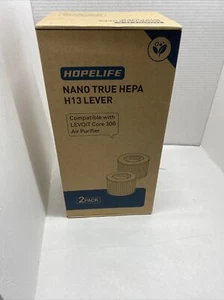 HOPELIFE
NANO TRUE HEPA
H13 LEVER
Compatible with
LEVOIT Core 300
Air Purifier
2PACK